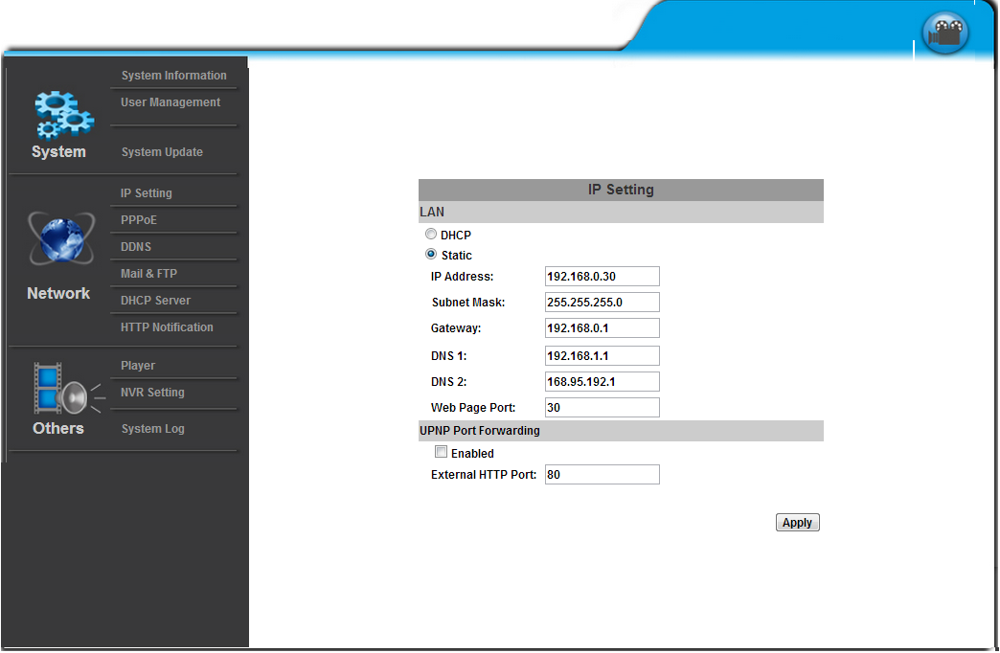 System Information
User Management
System
System Update
IP Setting
PPPoE
DDNS
Mail & FTP
Network
DHCP Server
HTTP Notification
Player
NVR Setting
Others
System Log
IP Setting
LAN
DHCP
Static
IP Address: 192.168.0.30
Subnet Mask: 255.255.255.0
Gateway: 192.168.0.1
DNS 1: 192.168.1.1
DNS 2: 168.95.192.1
Web Page Port: 30
UPNP Port Forwarding
Enabled
External HTTP Port: 80
Apply